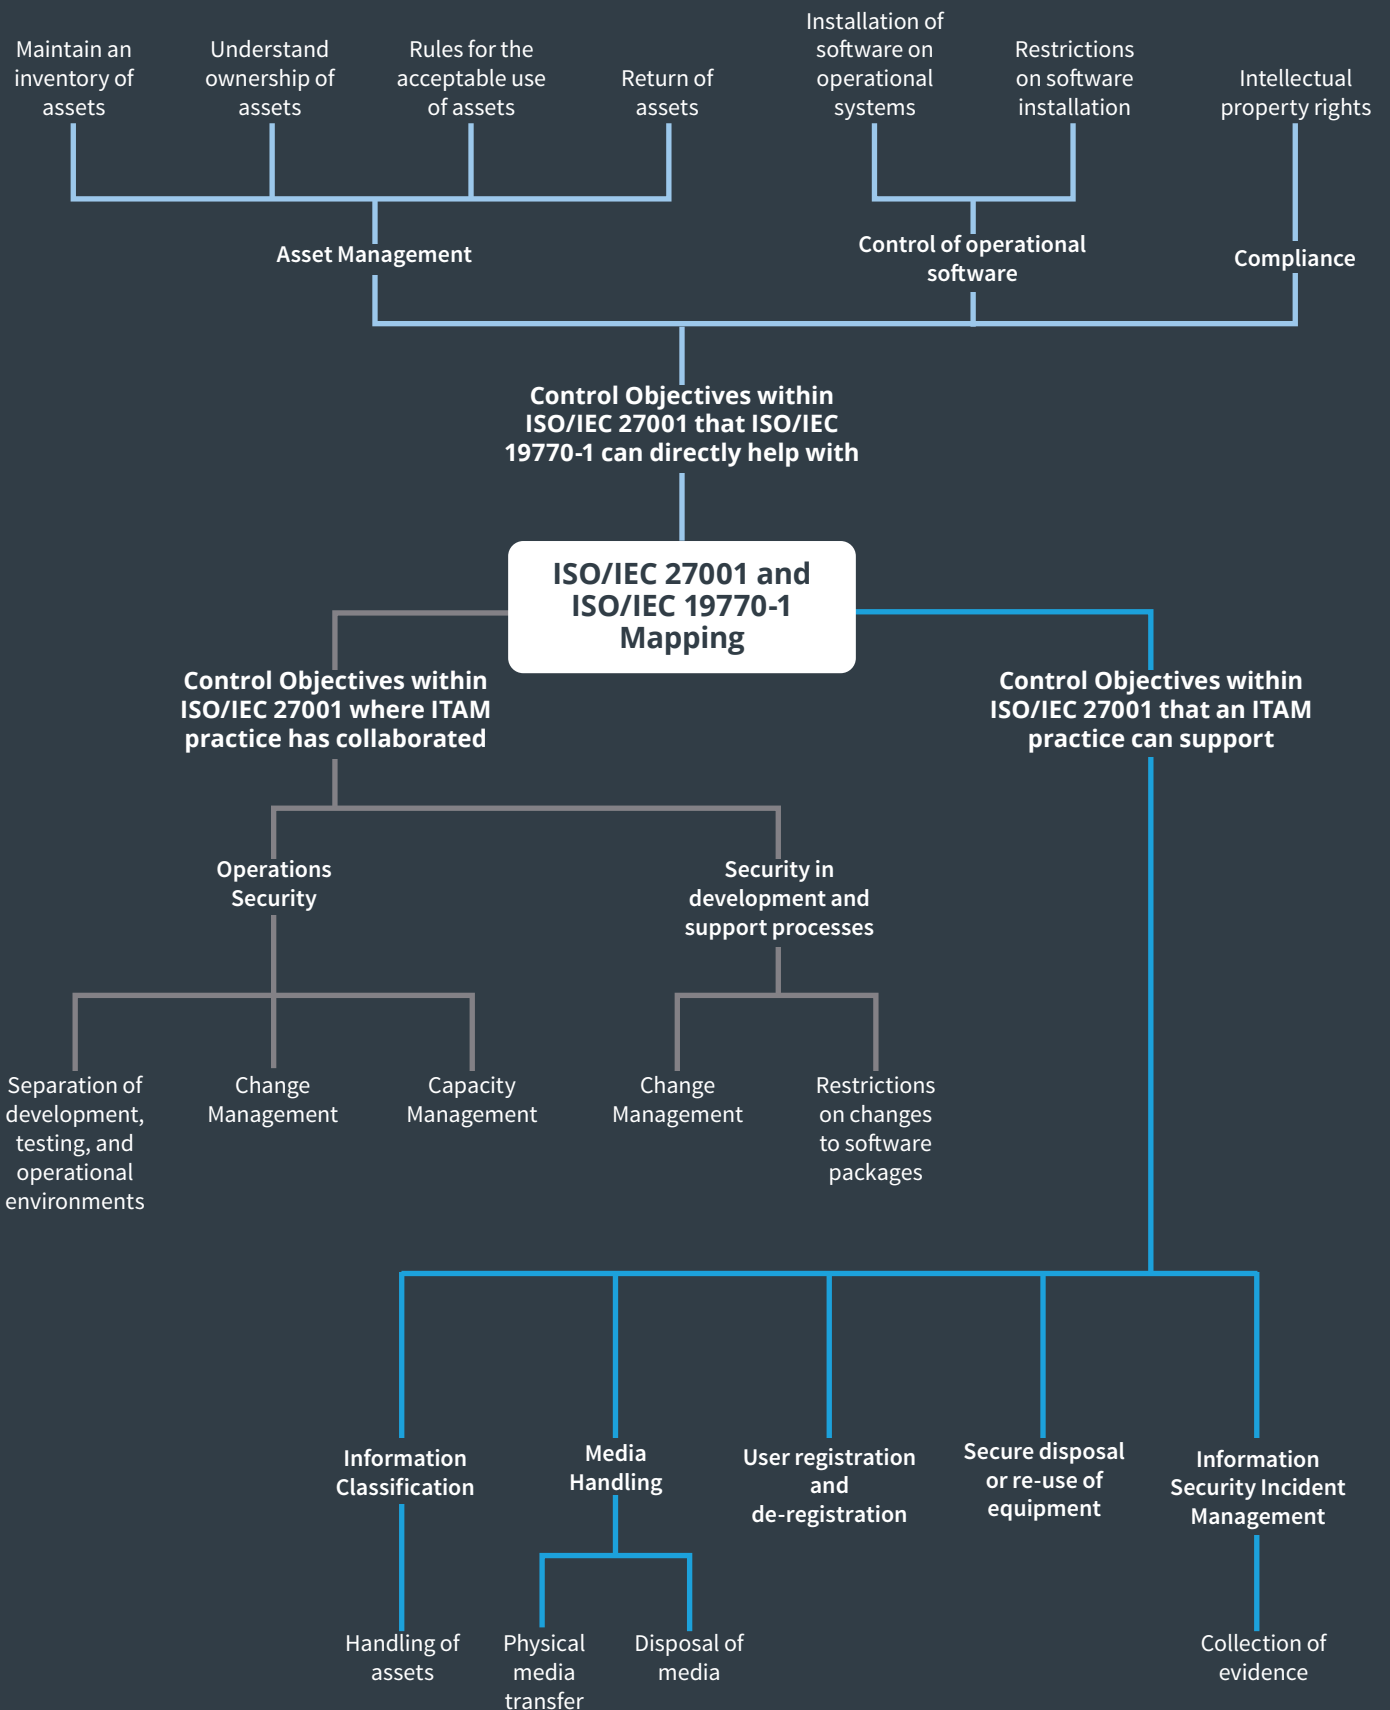 Maintain an
inventory of
assets
Understand
ownership of
assets
Rules for the
acceptable use
of assets
Return of
assets
Installation of
software on
operational
systems
Restrictions
on software
installation
Intellectual
property rights
Asset Management
Control of operational
software
Compliance
Control Objectives within
ISO/IEC 27001 that ISO/IEC
19770-1 can directly help with
ISO/IEC 27001 and
ISO/IEC 19770-1
Mapping
Control Objectives within
ISO/IEC 27001 where ITAM
practice has collaborated
Control Objectives within
ISO/IEC 27001 that an ITAM
practice can support
Operations
Security
Security in
development and
support processes
Separation of
development,
testing, and
operational
environments
Change
Management
Capacity
Management
Change
Management
Restrictions
on changes
to software
packages
Information
Classification
Media
Handling
User registration
and
de-registration
Secure disposal
or re-use of
equipment
Information
Security Incident
Management
Handling of
assets
Physical
media
transfer
Disposal of
media
Collection of
evidence